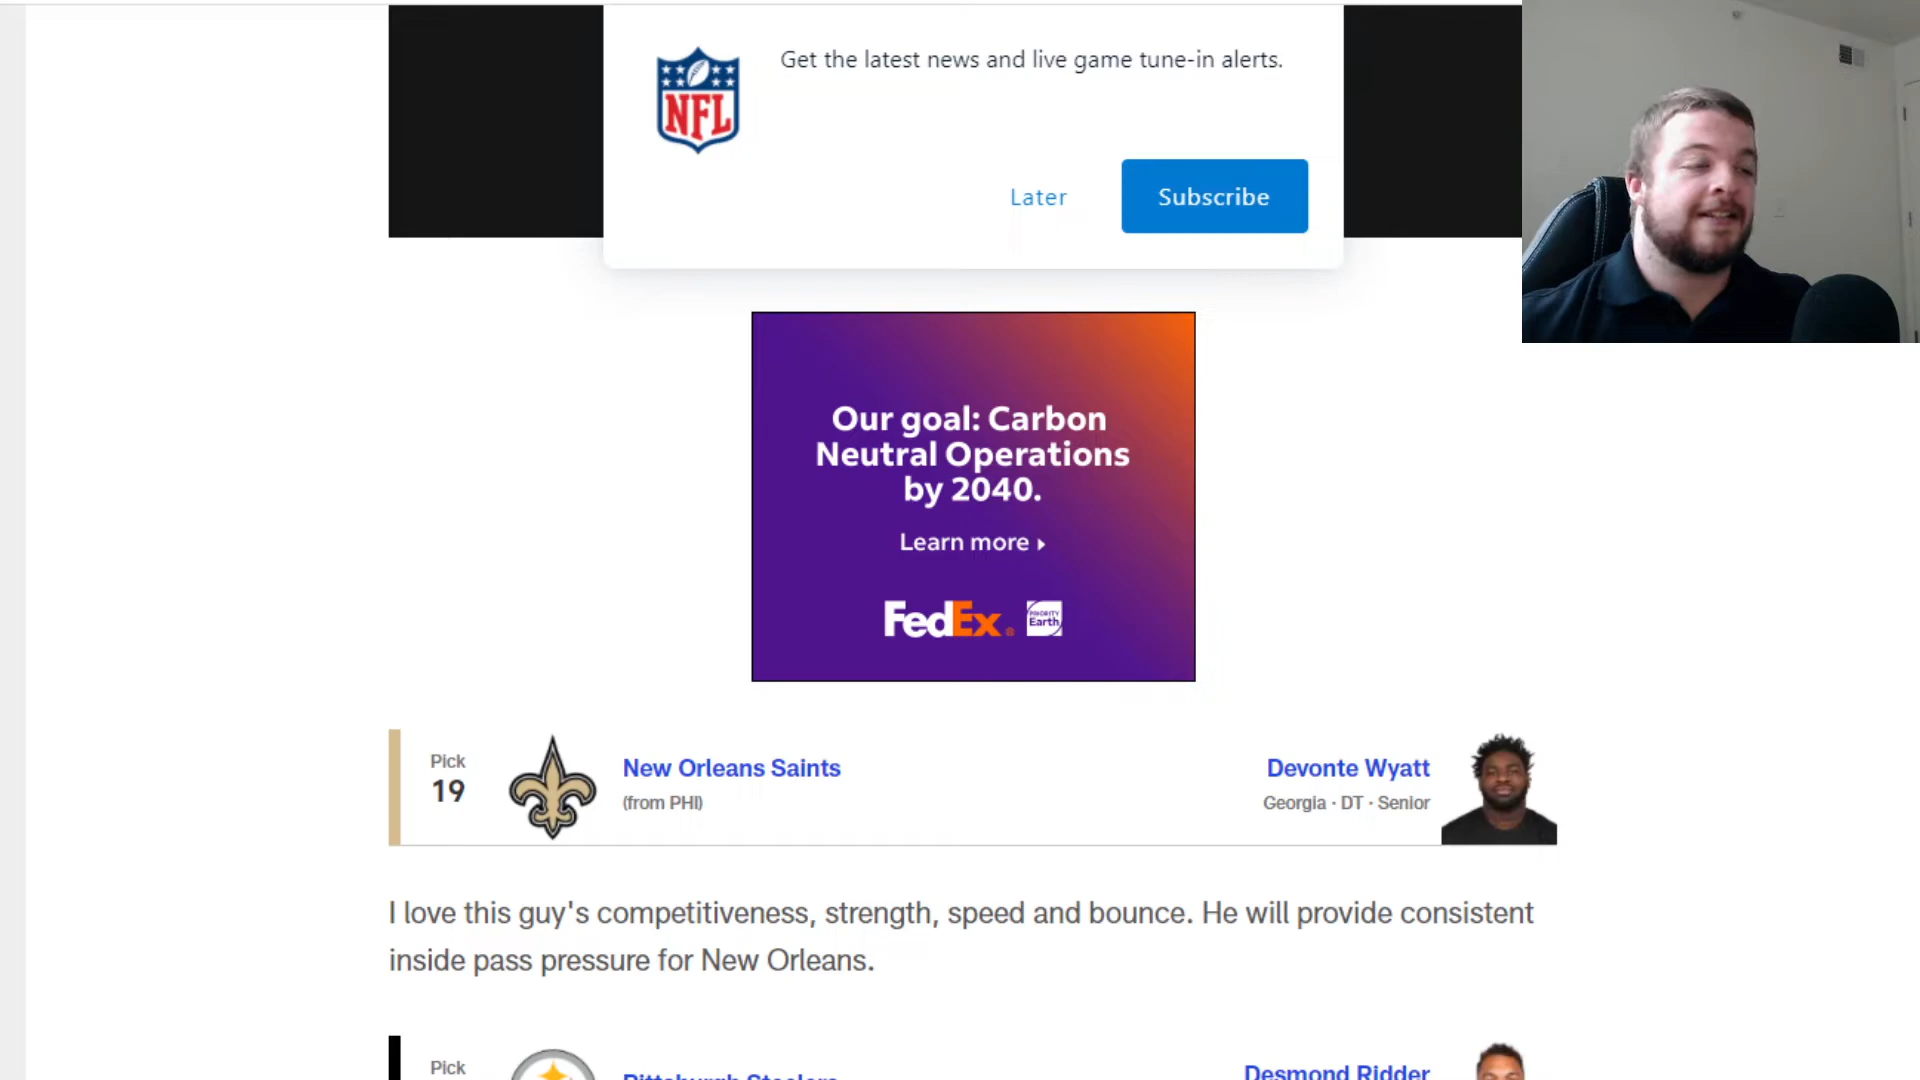 Get the latest news and live game tune-in alerts.
NFL
Later
Subscribe
Our goal: Carbon
Neutral Operations
by 2040.
Learn more
FedEx®
PRIORITY
Earth
Pick
19
New Orleans Saints
(from PHI)
Devonte Wyatt
Georgia · DT · Senior
I love this guy's competitiveness, strength, speed and bounce. He will provide consistent
inside pass pressure for New Orleans.
Pick
Pittsburgh Steelers
Desmond Ridder